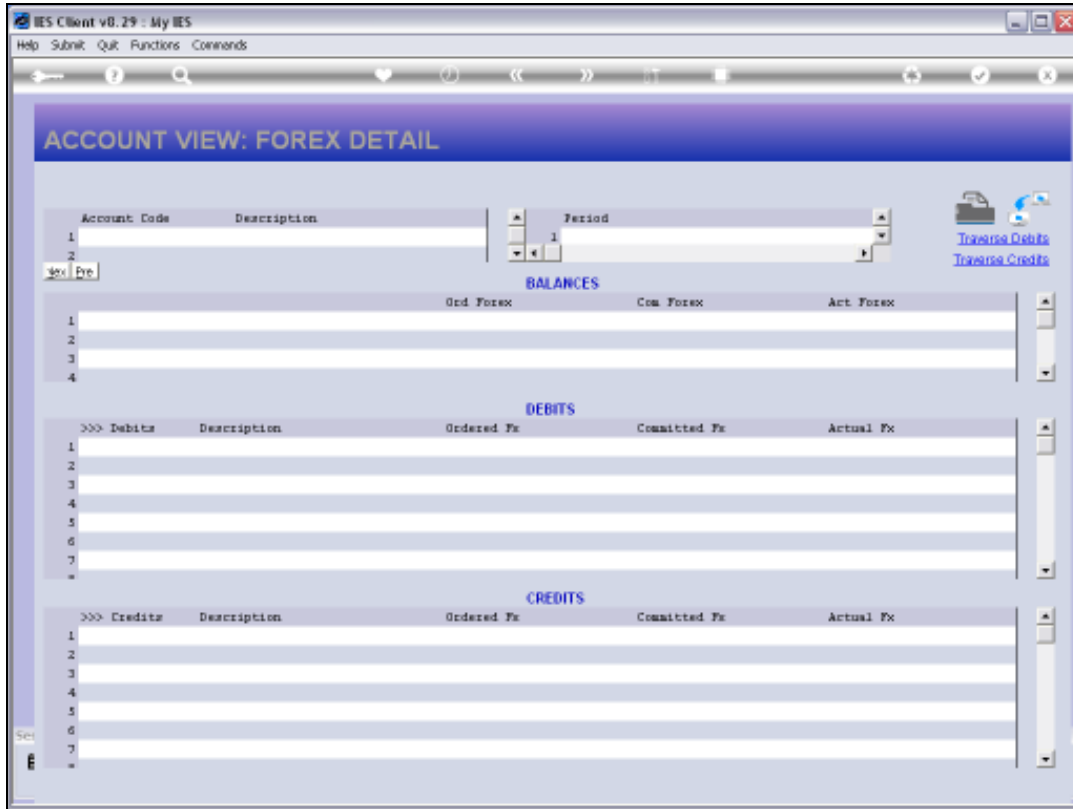 IES Client v8.29 : My IES
Help Submit Quit Functions Commands
ACCOUNT VIEW: FOREX DETAIL
Account Code Description
1
2
Period
1
Nex Pre
Traverse Debits
Traverse Credits
BALANCES
Ord Forex Com Forex Act Forex
1
2
3
4
DEBITS
>>> Debits Description Ordered Fx Committed Fx Actual Fx
1
2
3
4
5
6
7
CREDITS
>>> Credits Description Ordered Fx Committed Fx Actual Fx
1
2
3
4
5
6
7